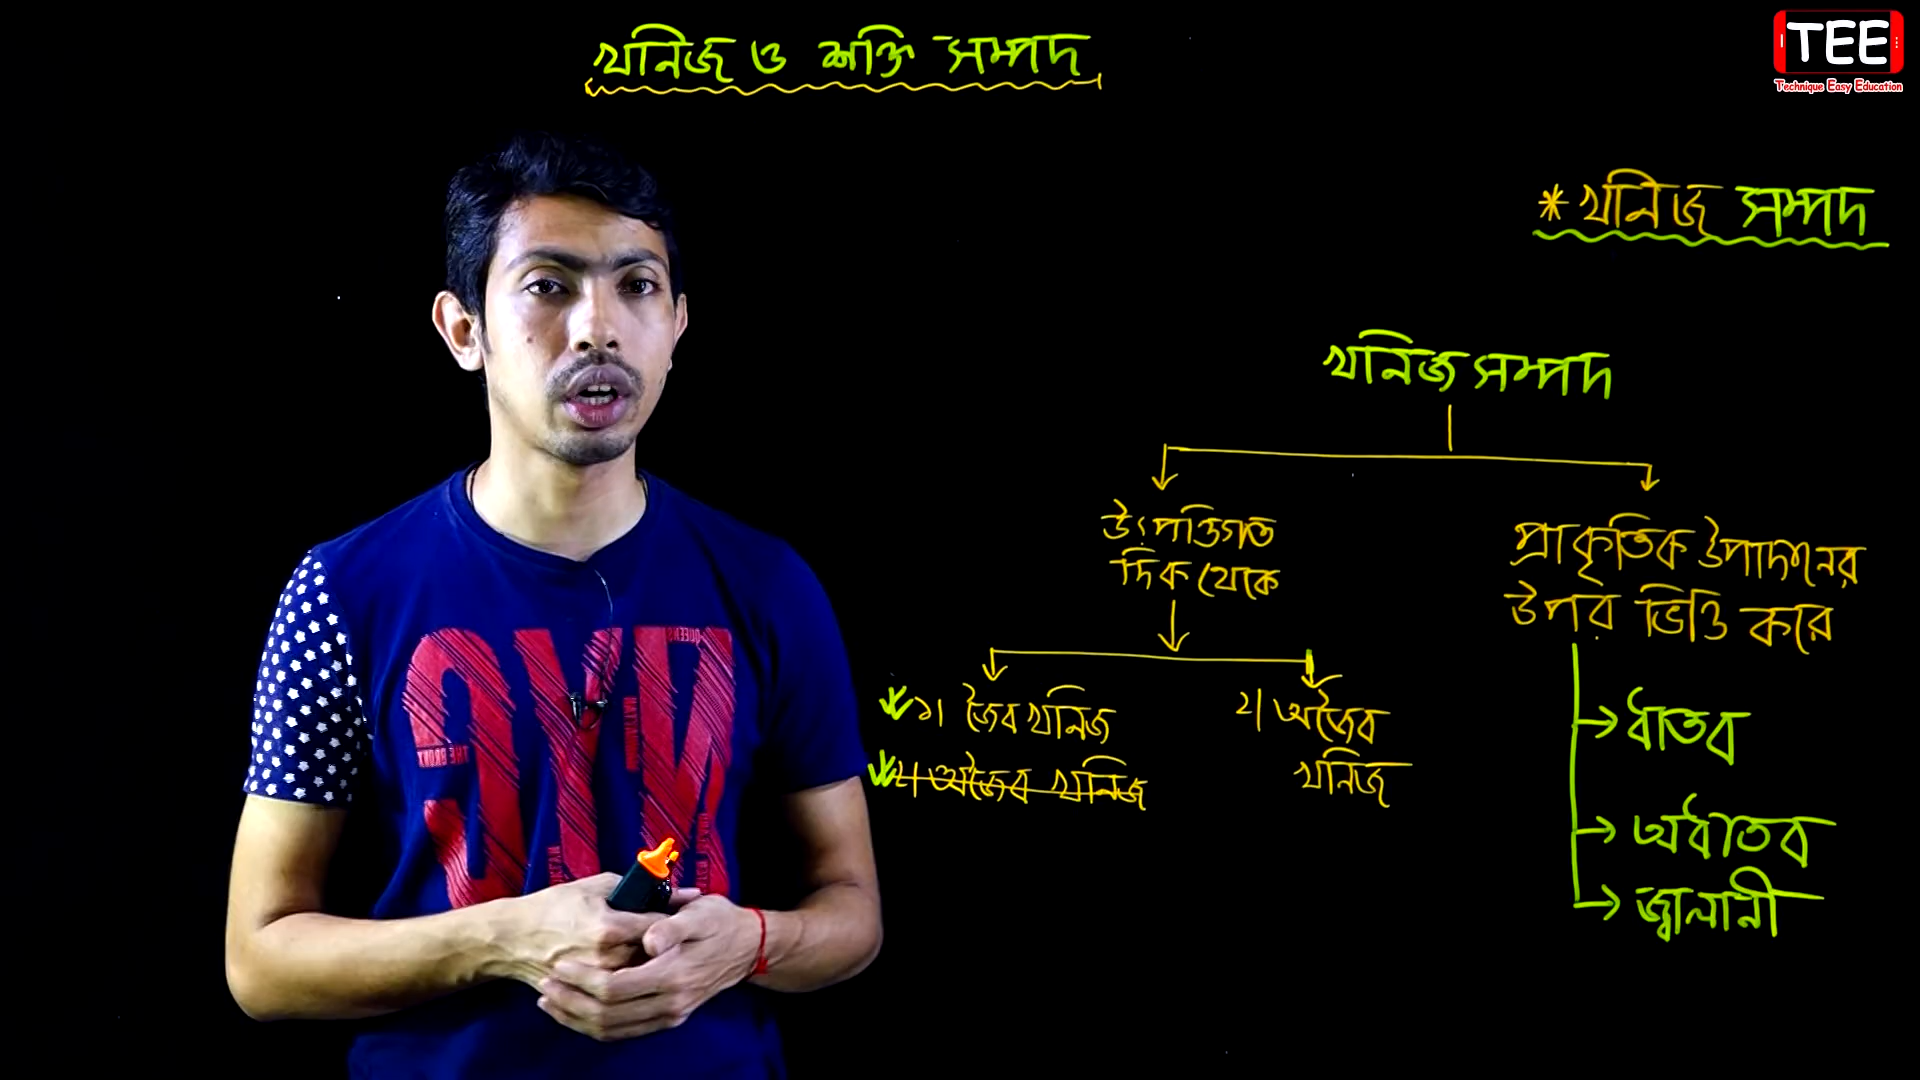 খনিজ ও শক্তি সম্পদ
TEE
Technique Easy Education
* খনিজ সম্পদ
খনিজ সম্পদ
উৎপত্তিগত
দিক থেকে
প্রাকৃতিক উপাদানের
উপর ভিত্তি করে
১। জৈব খনিজ
২। অজৈব খনিজ
২। অজৈব
খনিজ
→ ধাতব
→ অধাতব
→ জ্বালানী